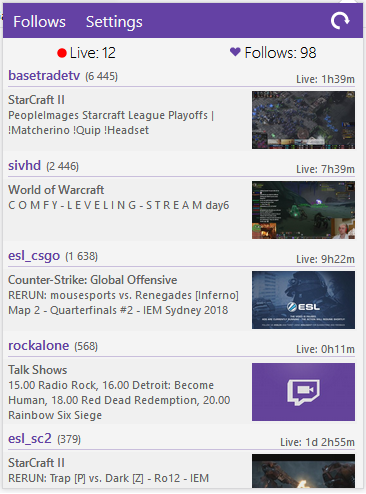 Follows Settings
Live: 12 Follows: 98
basetradetv (6 445) Live: 1h39m
StarCraft II
PeopleImages Starcraft League Playoffs |
!Matcherino !Quip !Headset
sivhd (2 446) Live: 7h39m
World of Warcraft
C O M F Y - L E V E L I N G - S T R E A M day6
esl_csgo (1 638) Live: 9h22m
Counter-Strike: Global Offensive
RERUN: mousesports vs. Renegades [Inferno]
Map 2 - Quarterfinals #2 - IEM Sydney 2018
ESL
rockalone (568) Live: 0h11m
Talk Shows
15.00 Radio Rock, 16.00 Detroit: Become
Human, 18.00 Red Dead Redemption, 20.00
Rainbow Six Siege
esl_sc2 (379) Live: 1d 2h55m
StarCraft II
RERUN: Trap [P] vs. Dark [Z] - Ro12 - IEM